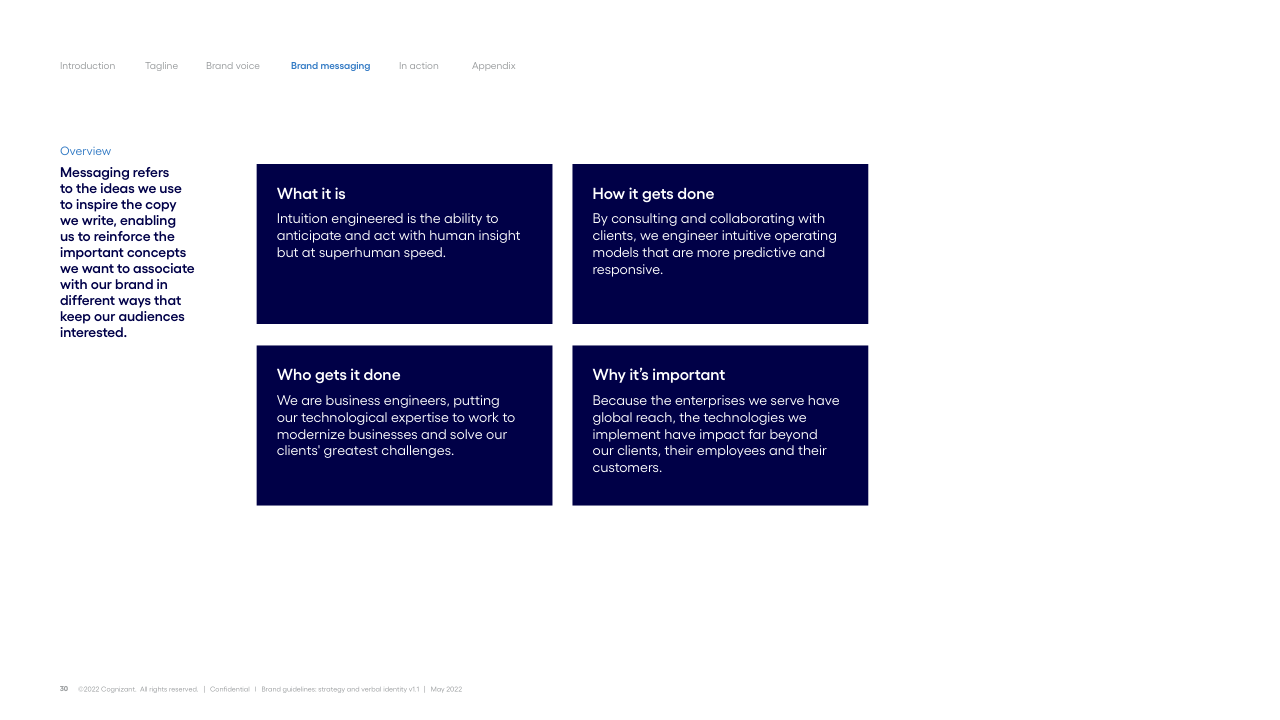 Introduction Tagline Brand voice Brand messaging In action Appendix
Overview
Messaging refers
to the ideas we use
to inspire the copy
we write, enabling
us to reinforce the
important concepts
we want to associate
with our brand in
different ways that
keep our audiences
interested.
What it is
Intuition engineered is the ability to
anticipate and act with human insight
but at superhuman speed.
How it gets done
By consulting and collaborating with
clients, we engineer intuitive operating
models that are more predictive and
responsive.
Who gets it done
We are business engineers, putting
our technological expertise to work to
modernize businesses and solve our
clients' greatest challenges.
Why it’s important
Because the enterprises we serve have
global reach, the technologies we
implement have impact far beyond
our clients, their employees and their
customers.
30 ©2022 Cognizant. All rights reserved. | Confidential | Brand guidelines: strategy and verbal identity v1.1 | May 2022